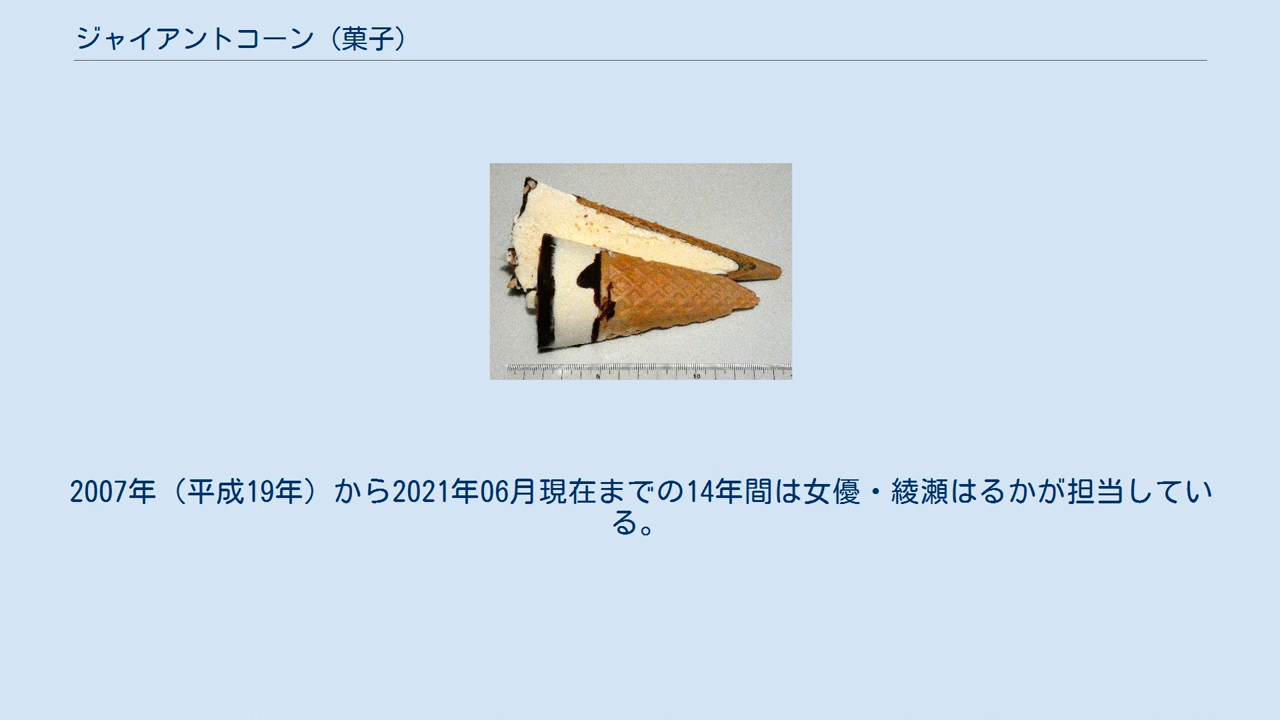 ジャイアントコーン（菓子）
5
10
2007年（平成19年）から2021年06月現在までの14年間は女優・綾瀬はるかが担当してい
る。